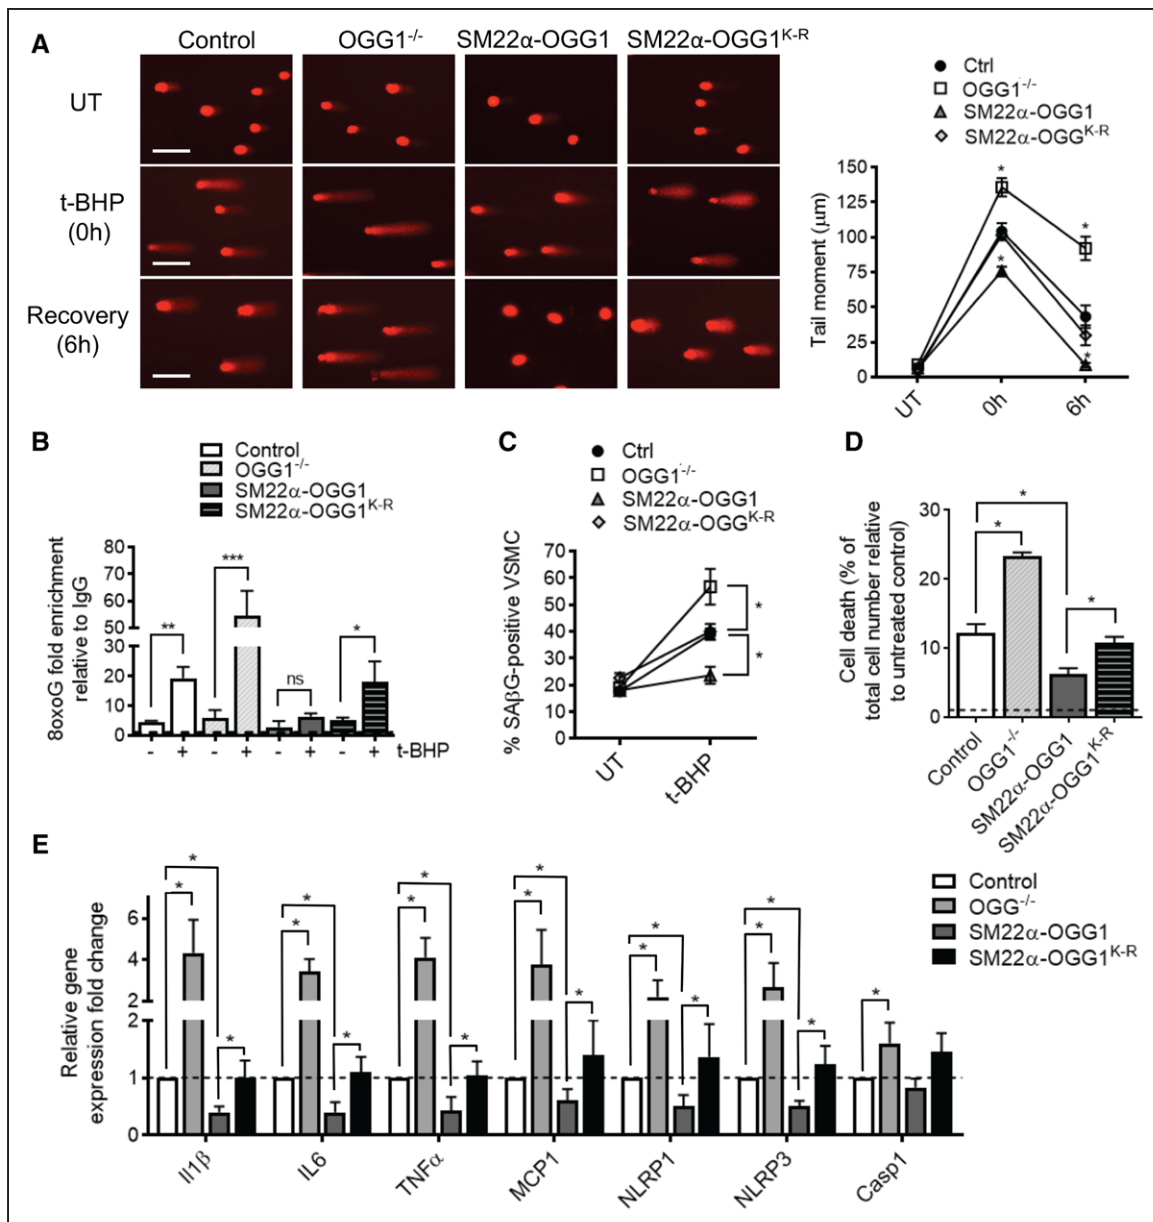 A
Control
OGG1-/-
SM22α-OGG1
SM22α-OGG1K-R
UT
t-BHP
(0h)
Recovery
(6h)
Ctrl
OGG1-/-
SM22α-OGG1
SM22α-OGGK-R
Tail moment (μm)
150
125
100
75
50
25
0
*
*
*
*
UT
0h
6h
B
Control
OGG1-/-
SM22α-OGG1
SM22α-OGG1K-R
8oxoG fold enrichment
relative to IgG
80
70
60
50
30
20
10
0
**
***
ns
*
- + - + - + - + t-BHP
C
Ctrl
OGG1-/-
SM22α-OGG1
SM22α-OGGK-R
% SAβG-positive VSMC
70
60
50
40
30
20
10
0
*
*
UT
t-BHP
D
Cell death (% of
total cell number relative
to untreated control)
30
20
10
0
*
*
*
Control
OGG1-/-
SM22α-OGG1
SM22α-OGG1K-R
E
Control
OGG-/-
SM22α-OGG1
SM22α-OGG1K-R
Relative gene
expression fold change
6
4
2
2
1
0
* * *
* * *
* * *
* * *
* * *
* * *
*
Il1β
IL6
TNFα
MCP1
NLRP1
NLRP3
Casp1